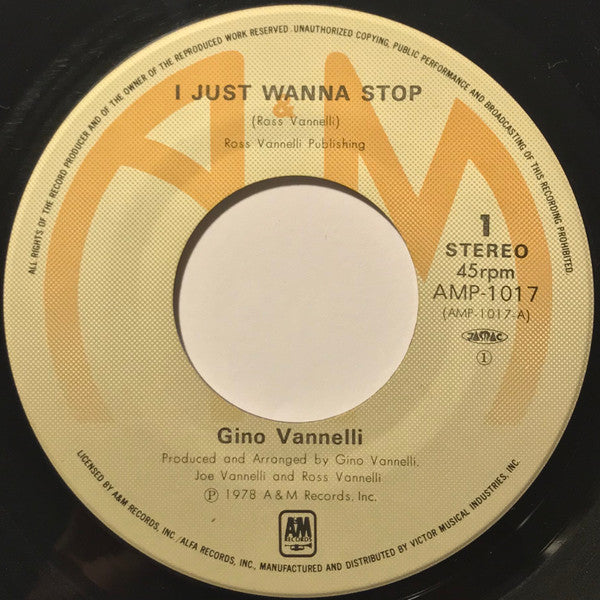 ALL RIGHTS OF THE RECORD PRODUCER AND OF THE OWNER OF THE REPRODUCED WORK RESERVED. UNAUTHORIZED COPYING, PUBLIC PERFORMANCE AND BROADCASTING OF THIS RECORD PROHIBITED.
A&M
I JUST WANNA STOP
(Ross Vannelli)
Ross Vannelli Publishing
1
STEREO
45rpm
AMP-1017
(AMP-1017-A)
JASRAC
①
Gino Vannelli
Produced and Arranged by Gino Vannelli,
Joe Vannelli and Ross Vannelli
Ⓟ 1978 A & M Records, Inc.
A&M
RECORDS
LICENSED BY A&M RECORDS, INC./ALFA RECORDS, INC., MANUFACTURED AND DISTRIBUTED BY VICTOR MUSICAL INDUSTRIES, INC